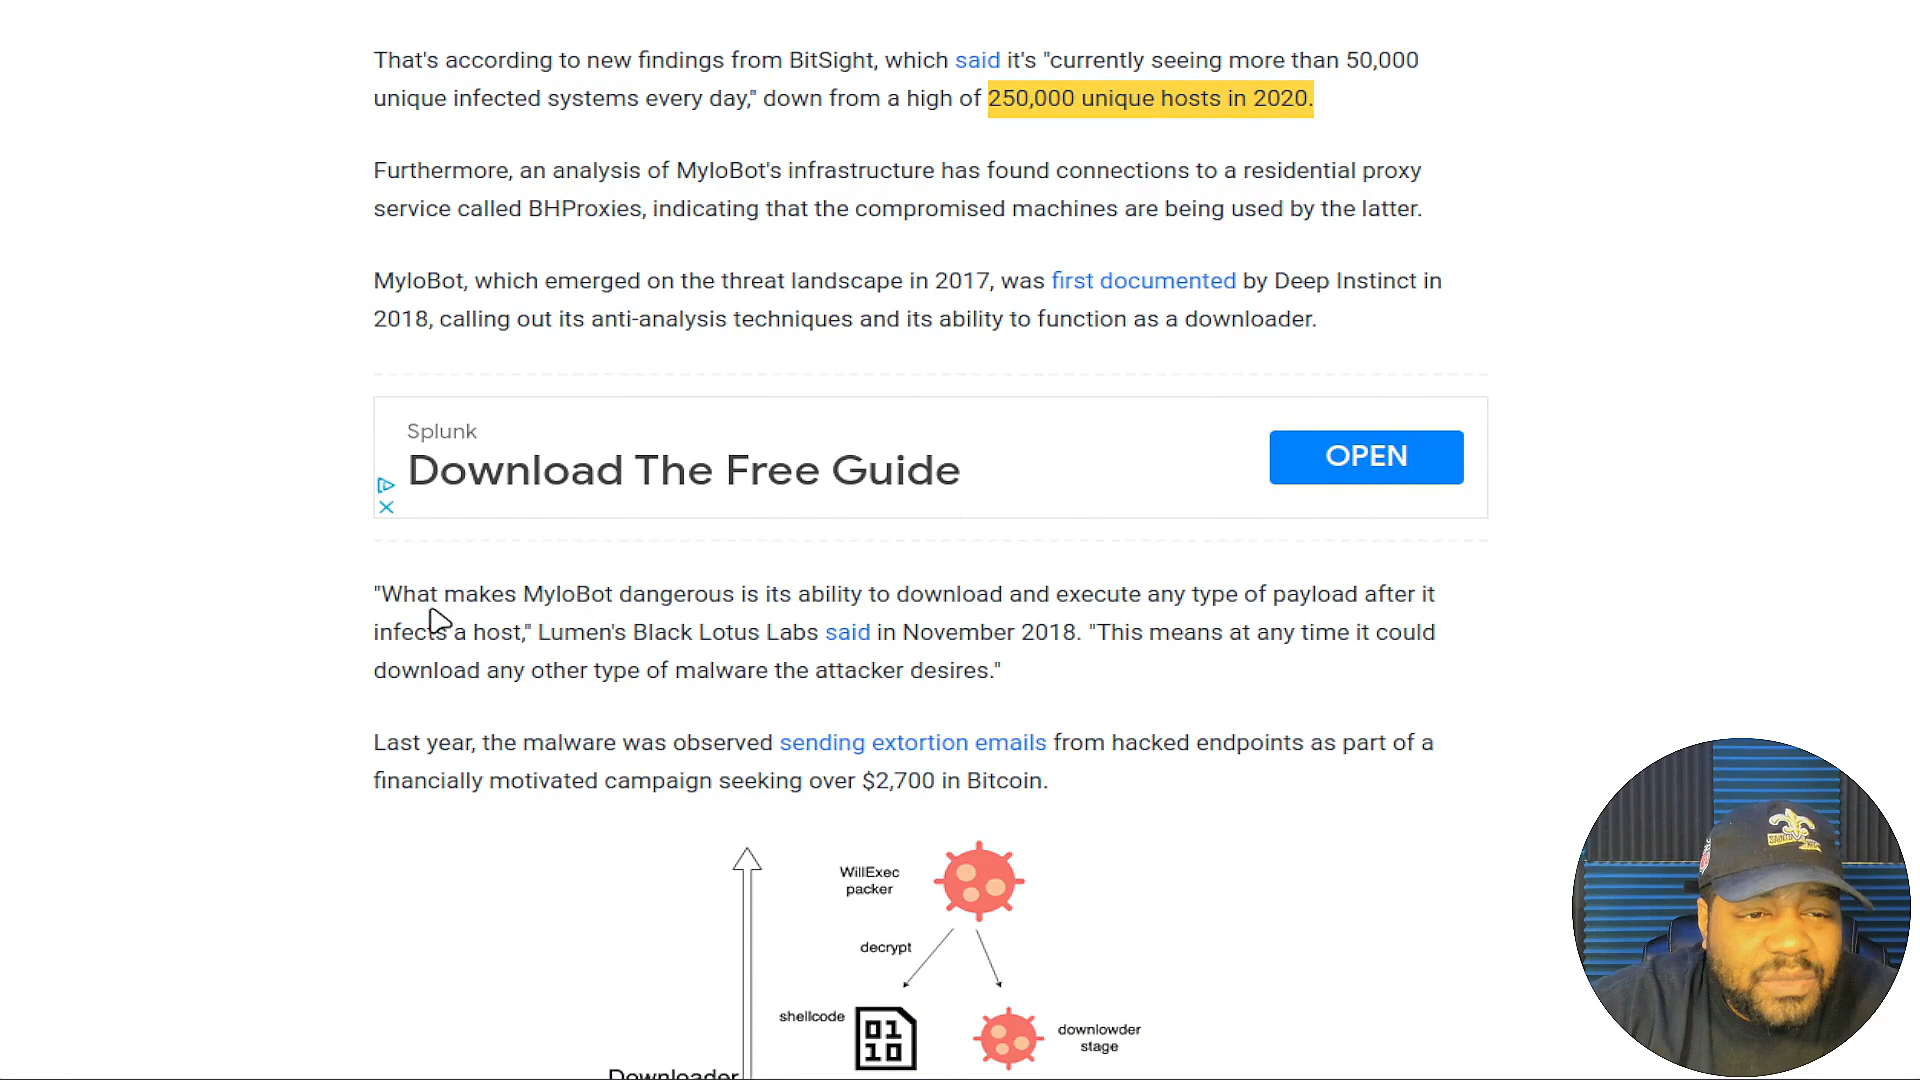 That's according to new findings from BitSight, which said it's "currently seeing more than 50,000
unique infected systems every day," down from a high of 250,000 unique hosts in 2020.
Furthermore, an analysis of MyloBot's infrastructure has found connections to a residential proxy
service called BHProxies, indicating that the compromised machines are being used by the latter.
MyloBot, which emerged on the threat landscape in 2017, was first documented by Deep Instinct in
2018, calling out its anti-analysis techniques and its ability to function as a downloader.
Splunk
Download The Free Guide
OPEN
"What makes MyloBot dangerous is its ability to download and execute any type of payload after it
infects a host," Lumen's Black Lotus Labs said in November 2018. "This means at any time it could
download any other type of malware the attacker desires."
Last year, the malware was observed sending extortion emails from hacked endpoints as part of a
financially motivated campaign seeking over $2,700 in Bitcoin.
WillExec
packer
decrypt
shellcode
01
10
downlowder
stage
Downloader
SAINTS